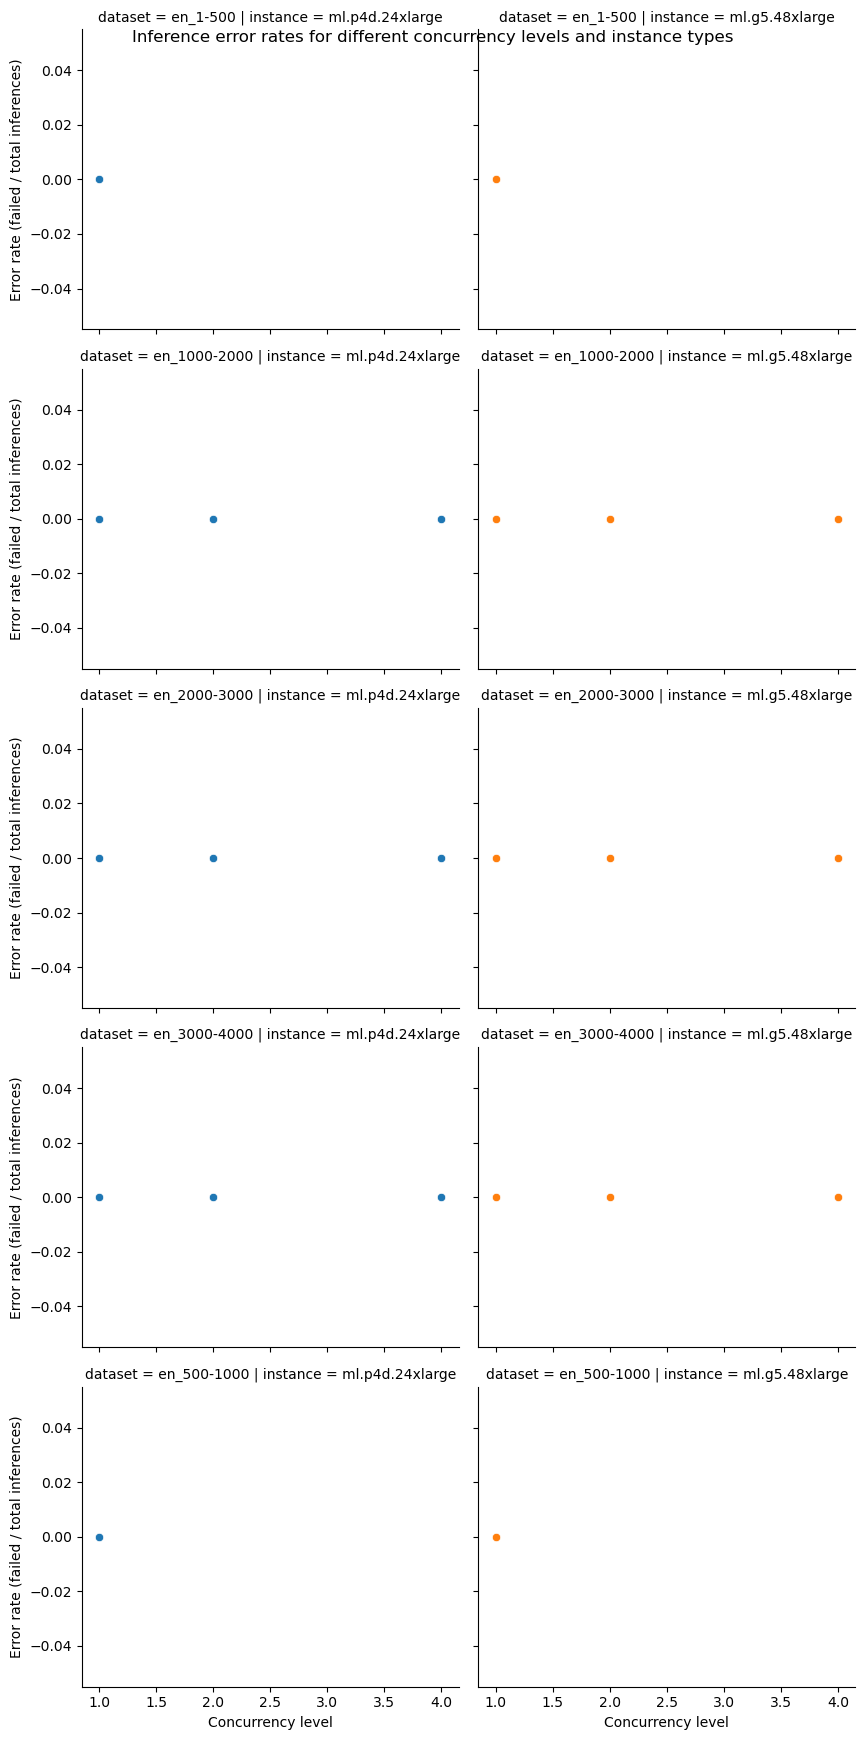 dataset = en_1-500 | instance = ml.p4d.24xlarge
dataset = en_1-500 | instance = ml.g5.48xlarge
Inference error rates for different concurrency levels and instance types
Error rate (failed / total inferences)
0.04
0.02
0.00
−0.02
−0.04
dataset = en_1000-2000 | instance = ml.p4d.24xlarge
dataset = en_1000-2000 | instance = ml.g5.48xlarge
Error rate (failed / total inferences)
0.04
0.02
0.00
−0.02
−0.04
dataset = en_2000-3000 | instance = ml.p4d.24xlarge
dataset = en_2000-3000 | instance = ml.g5.48xlarge
Error rate (failed / total inferences)
0.04
0.02
0.00
−0.02
−0.04
dataset = en_3000-4000 | instance = ml.p4d.24xlarge
dataset = en_3000-4000 | instance = ml.g5.48xlarge
Error rate (failed / total inferences)
0.04
0.02
0.00
−0.02
−0.04
dataset = en_500-1000 | instance = ml.p4d.24xlarge
dataset = en_500-1000 | instance = ml.g5.48xlarge
Error rate (failed / total inferences)
0.04
0.02
0.00
−0.02
−0.04
1.0 1.5 2.0 2.5 3.0 3.5 4.0
1.0 1.5 2.0 2.5 3.0 3.5 4.0
Concurrency level
Concurrency level